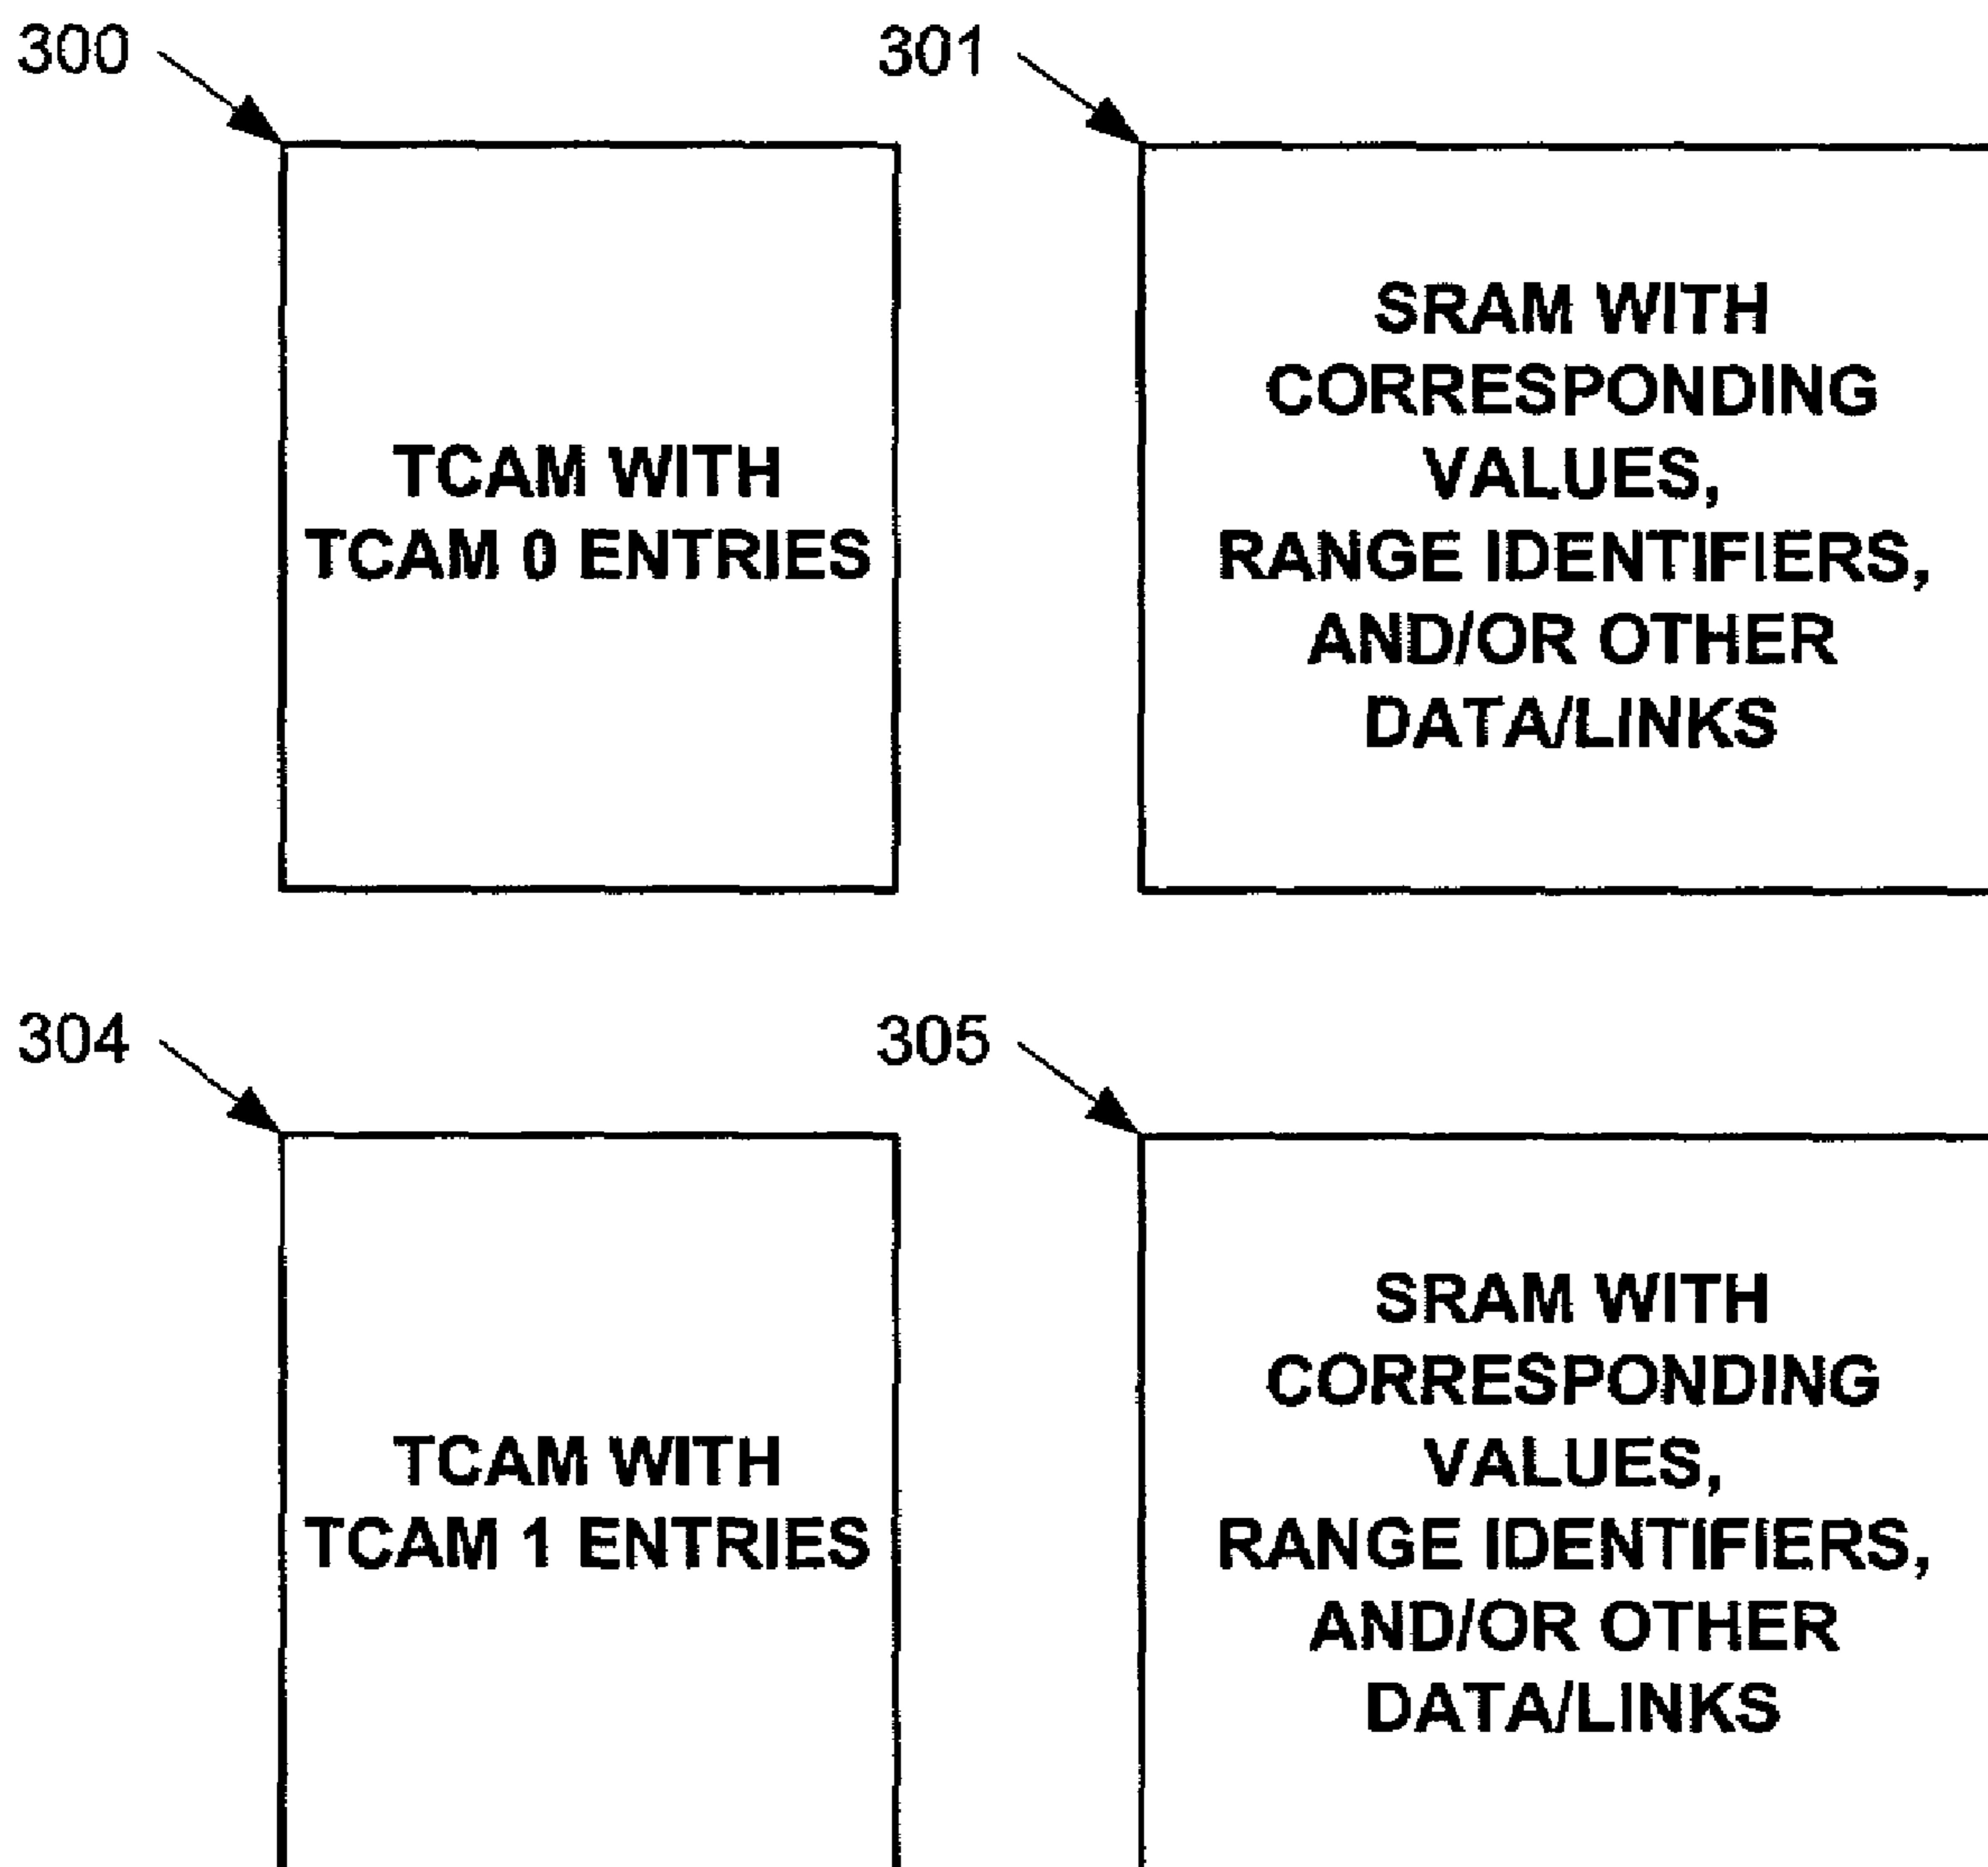 300
301
TCAM WITH
TCAM 0 ENTRIES
SRAM WITH
CORRESPONDING
VALUES,
RANGE IDENTIFIERS,
AND/OR OTHER
DATA/LINKS
304
305
TCAM WITH
TCAM 1 ENTRIES
SRAM WITH
CORRESPONDING
VALUES,
RANGE IDENTIFIERS,
AND/OR OTHER
DATA/LINKS